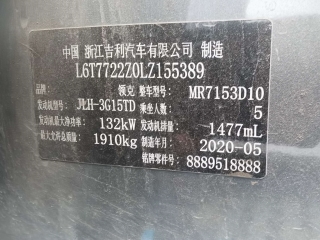 中国 浙江吉利汽车有限公司 制造
L6T7722Z0LZ155389
品牌: 领克 整车型号: MR7153D10
发动机型号: JLH-3G15TD 乘坐人数: 5
发动机最大净功率: 132kW 发动机排量: 1477mL
最大允许总质量: 1910kg 制造年月: 2020-05
铭牌零件号: 8889518888